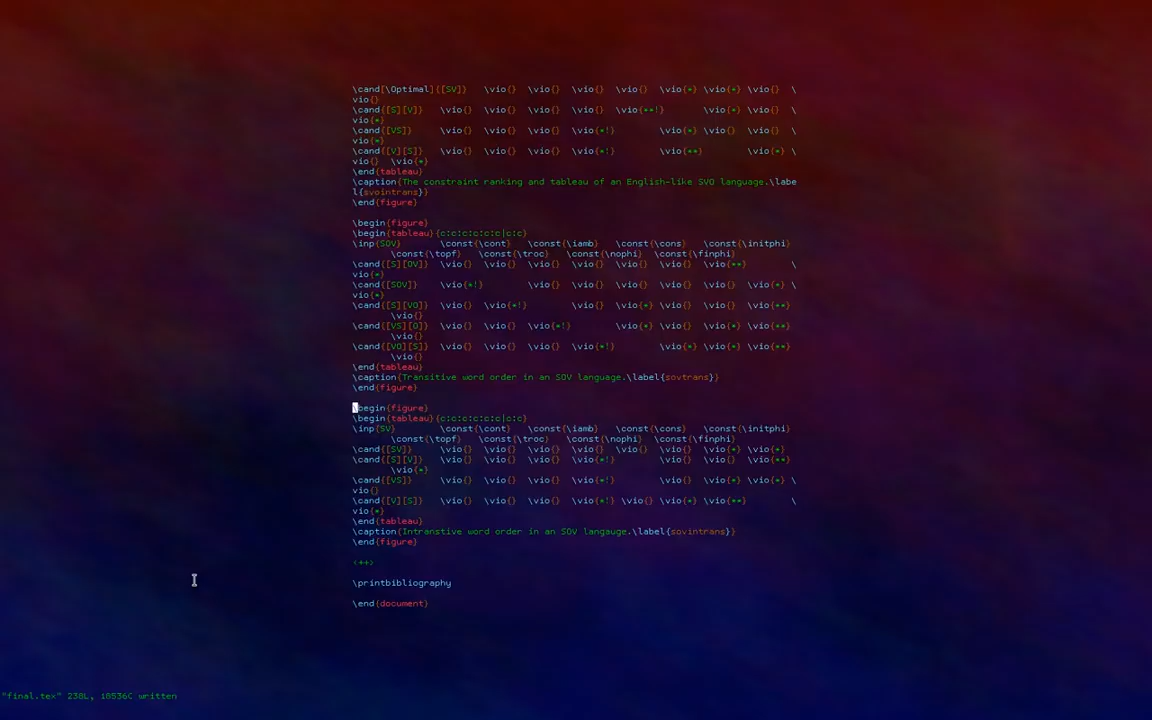 \cand[\Optimal]{[SV]} \vio{} \vio{} \vio{} \vio{} \vio{*} \vio{*} \vio{} \
vio{}
\cand{[S][V]} \vio{} \vio{} \vio{} \vio{} \vio{**!} \vio{*} \vio{} \
vio{*}
\cand{[VS]} \vio{} \vio{} \vio{} \vio{*!} \vio{*} \vio{} \vio{} \
vio{*}
\cand{[V][S]} \vio{} \vio{} \vio{} \vio{*!} \vio{**} \vio{*} \
vio{} \vio{*}
\end{tableau}
\caption{The constraint ranking and tableau of an English-like SVO language.\labe
l{svointrans}}
\end{figure}
\begin{figure}
\begin{tableau}{c:c:c:c:c:c|c:c}
\inp{SOV} \const{\cont} \const{\iamb} \const{\cons} \const{\initphi}
\const{\topf} \const{\troc} \const{\nophi} \const{\finphi}
\cand{[S][OV]} \vio{} \vio{} \vio{} \vio{} \vio{} \vio{} \vio{**} \
vio{*}
\cand{[SOV]} \vio{*!} \vio{} \vio{} \vio{} \vio{} \vio{} \vio{*} \
vio{*}
\cand{[S][VO]} \vio{} \vio{*!} \vio{} \vio{*} \vio{} \vio{} \vio{**}
\vio{}
\cand{[VS][O]} \vio{} \vio{} \vio{*!} \vio{*} \vio{} \vio{*} \vio{**}
\vio{}
\cand{[VO][S]} \vio{} \vio{} \vio{} \vio{*!} \vio{*} \vio{*} \vio{**}
\vio{}
\end{tableau}
\caption{Transitive word order in an SOV language.\label{sovtrans}}
\end{figure}
\begin{figure}
\begin{tableau}{c:c:c:c:c:c|c:c}
\inp{SV} \const{\cont} \const{\iamb} \const{\cons} \const{\initphi}
\const{\topf} \const{\troc} \const{\nophi} \const{\finphi}
\cand{[SV]} \vio{} \vio{} \vio{} \vio{} \vio{} \vio{} \vio{*} \vio{*}
\cand{[S][V]} \vio{} \vio{} \vio{} \vio{*!} \vio{} \vio{} \vio{**}
\vio{*}
\cand{[VS]} \vio{} \vio{} \vio{} \vio{*!} \vio{} \vio{*} \vio{*} \
vio{}
\cand{[V][S]} \vio{} \vio{} \vio{} \vio{*!} \vio{} \vio{*} \vio{**} \
vio{*}
\end{tableau}
\caption{Intranstive word order in an SOV langauge.\label{sovintrans}}
\end{figure}
<++>
\printbibliography
\end{document}
"final.tex" 238L, 10536C written